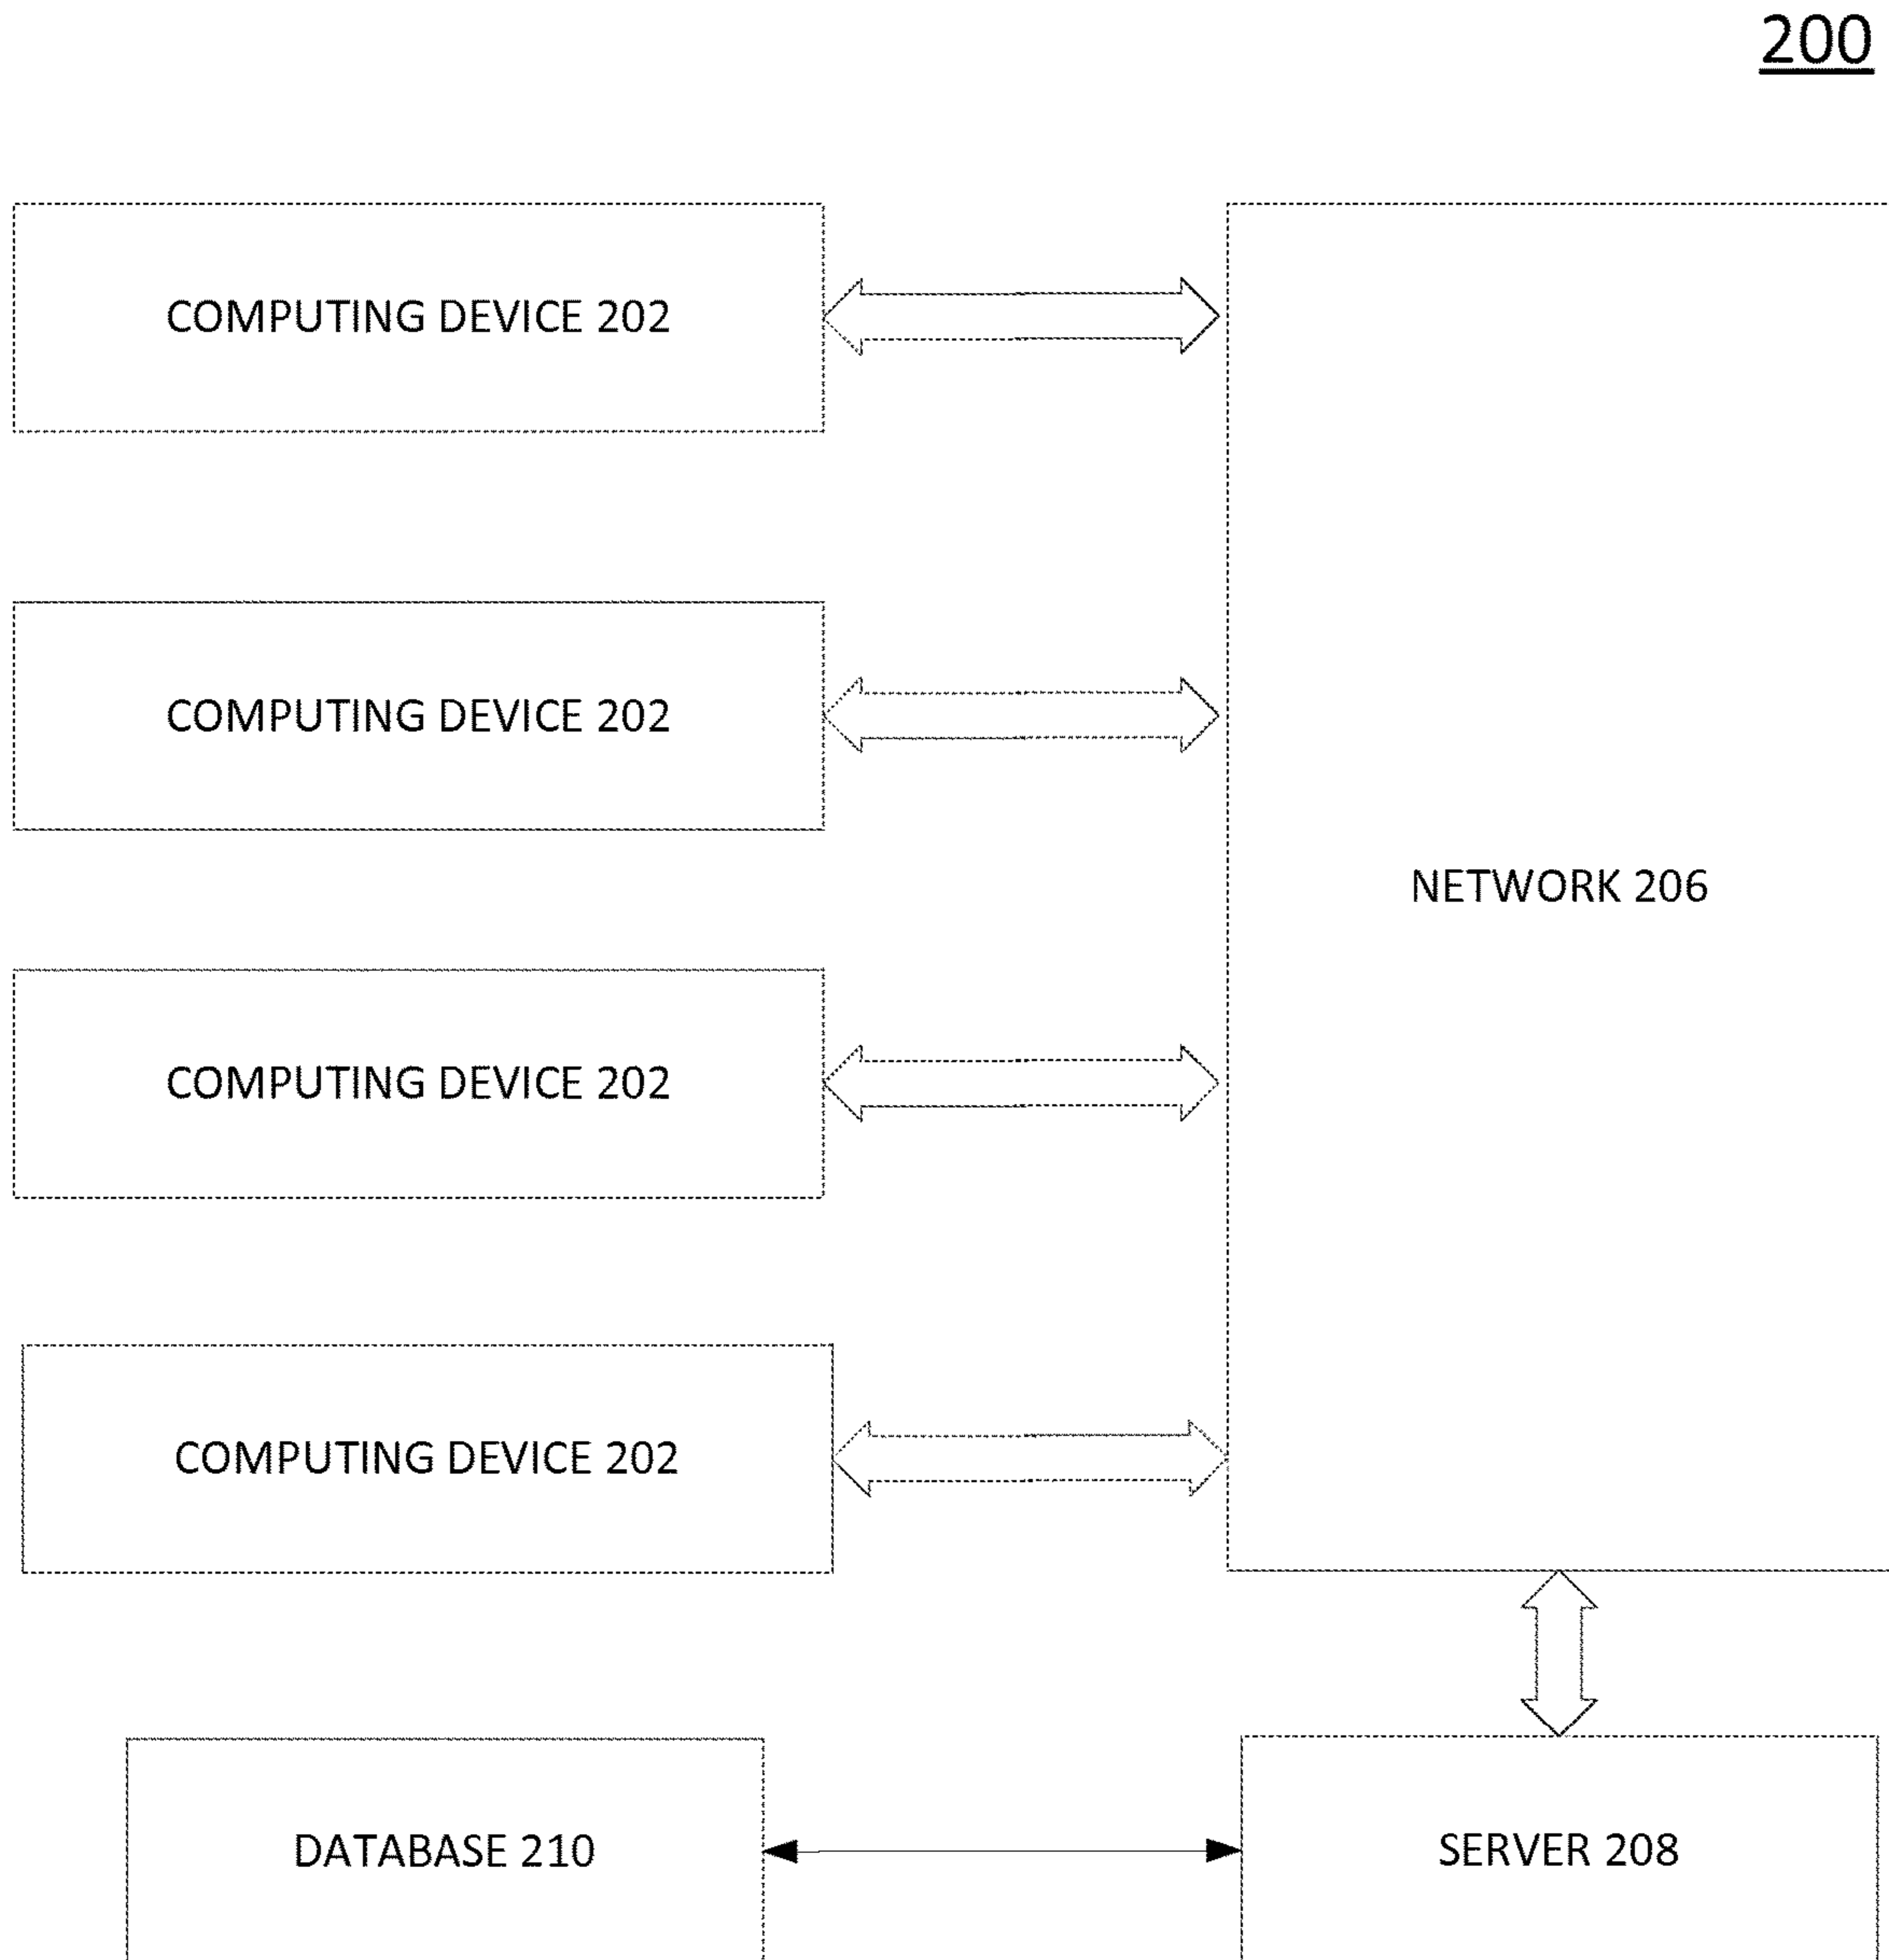 200
COMPUTING DEVICE 202
COMPUTING DEVICE 202
NETWORK 206
COMPUTING DEVICE 202
COMPUTING DEVICE 202
DATABASE 210
SERVER 208